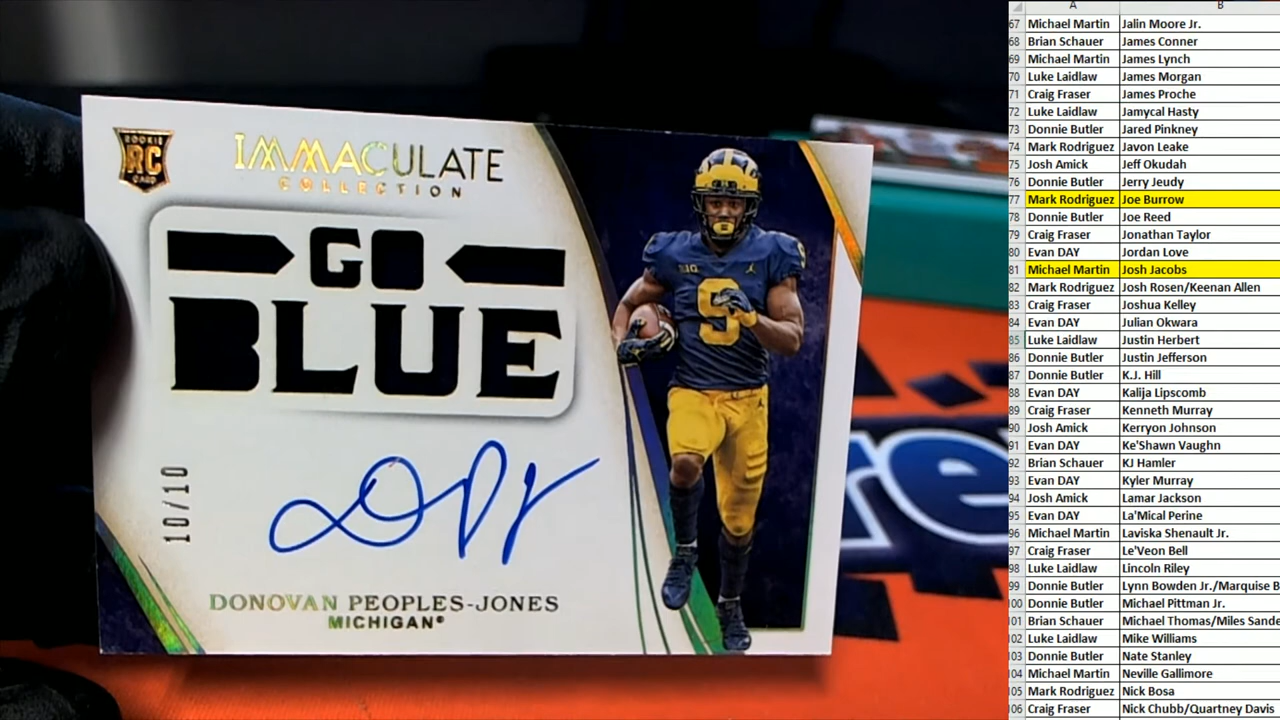 ROOKIE
RC
CARD
IMMACULATE
COLLECTION
GO
BLUE
10/10
DONOVAN PEOPLES-JONES
MICHIGAN®
B1G
9
9
re
A B
67 Michael Martin Jalin Moore Jr.
68 Brian Schauer James Conner
69 Michael Martin James Lynch
70 Luke Laidlaw James Morgan
71 Craig Fraser James Proche
72 Luke Laidlaw Jamycal Hasty
73 Donnie Butler Jared Pinkney
74 Mark Rodriguez Javon Leake
75 Josh Amick Jeff Okudah
76 Donnie Butler Jerry Jeudy
77 Mark Rodriguez Joe Burrow
78 Donnie Butler Joe Reed
79 Craig Fraser Jonathan Taylor
80 Evan DAY Jordan Love
81 Michael Martin Josh Jacobs
82 Mark Rodriguez Josh Rosen/Keenan Allen
83 Craig Fraser Joshua Kelley
84 Evan DAY Julian Okwara
85 Luke Laidlaw Justin Herbert
86 Donnie Butler Justin Jefferson
87 Donnie Butler K.J. Hill
88 Evan DAY Kalija Lipscomb
89 Craig Fraser Kenneth Murray
90 Josh Amick Kerryon Johnson
91 Evan DAY Ke'Shawn Vaughn
92 Brian Schauer KJ Hamler
93 Evan DAY Kyler Murray
94 Josh Amick Lamar Jackson
95 Evan DAY La'Mical Perine
96 Michael Martin Laviska Shenault Jr.
97 Craig Fraser Le'Veon Bell
98 Luke Laidlaw Lincoln Riley
99 Donnie Butler Lynn Bowden Jr./Marquise B
100 Donnie Butler Michael Pittman Jr.
101 Brian Schauer Michael Thomas/Miles Sande
102 Luke Laidlaw Mike Williams
103 Donnie Butler Nate Stanley
104 Michael Martin Neville Gallimore
105 Mark Rodriguez Nick Bosa
106 Craig Fraser Nick Chubb/Quartney Davis